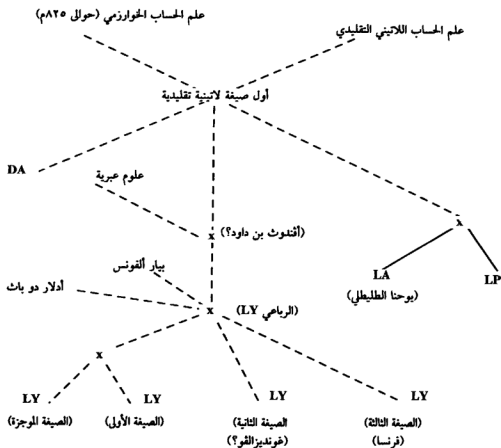 علم الحساب الخوارزمي (حوالى ٨٢٥م)
علم الحساب اللاتيني التقليدي
أول صيغة لاتينية تقليدية
DA
علوم عبرية
x (أفندوث بن داود؟)
x
LA
LP
(يوحنا الطليطلي)
بيار ألفونس
أدلار دو باث
x (الرباعي LY)
x
LY
LY
LY
LY
(الصيغة الموجزة)
(الصيغة الأولى)
(الصيغة الثانية
(الصيغة الثالثة)
غونديزالفو؟)
(فرنسا)